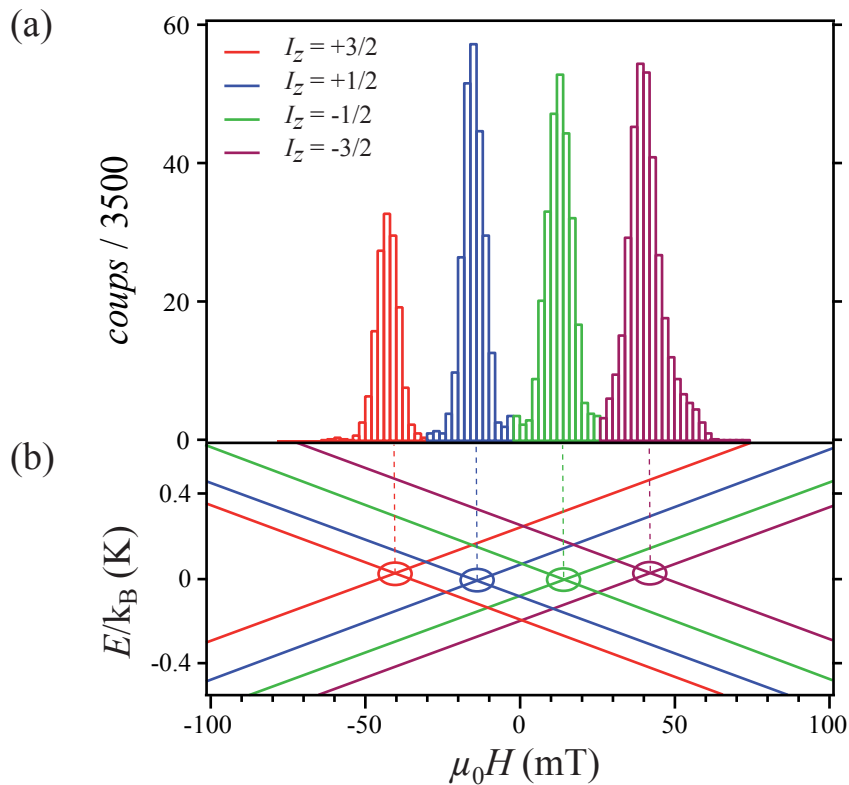 (a)
60
40
20
0
coups / 3500
I_z = +3/2
I_z = +1/2
I_z = -1/2
I_z = -3/2
(b)
0.4
0
-0.4
E/k_B (K)
-100
-50
0
50
100
μ₀H (mT)